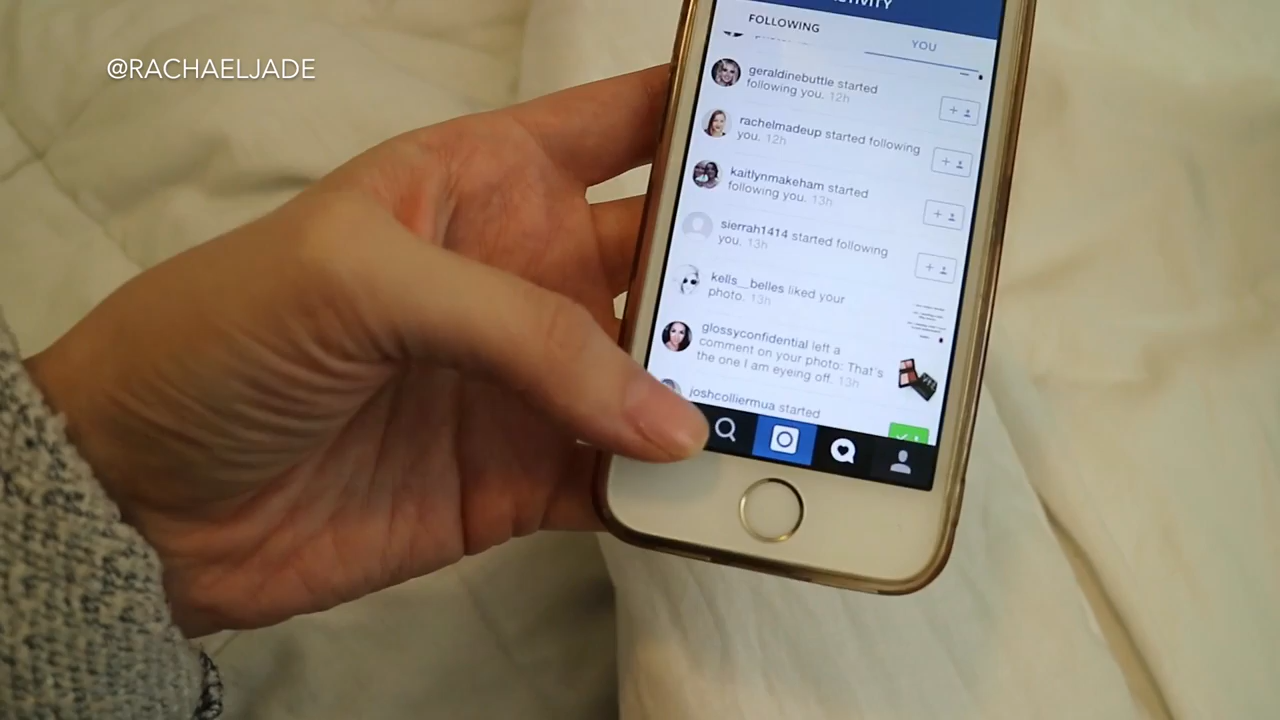 @RACHAELJADE
FOLLOWING
YOU
geraldinebuttle started
following you. 12h
rachelmadeup started following
you. 12h
kaitlynmakeham started
following you. 13h
sierrah1414 started following
you. 13h
kells__belles liked your
photo. 13h
glossyconfidential left a
comment on your photo: That's
the one I am eyeing off. 13h
joshcolliermua started